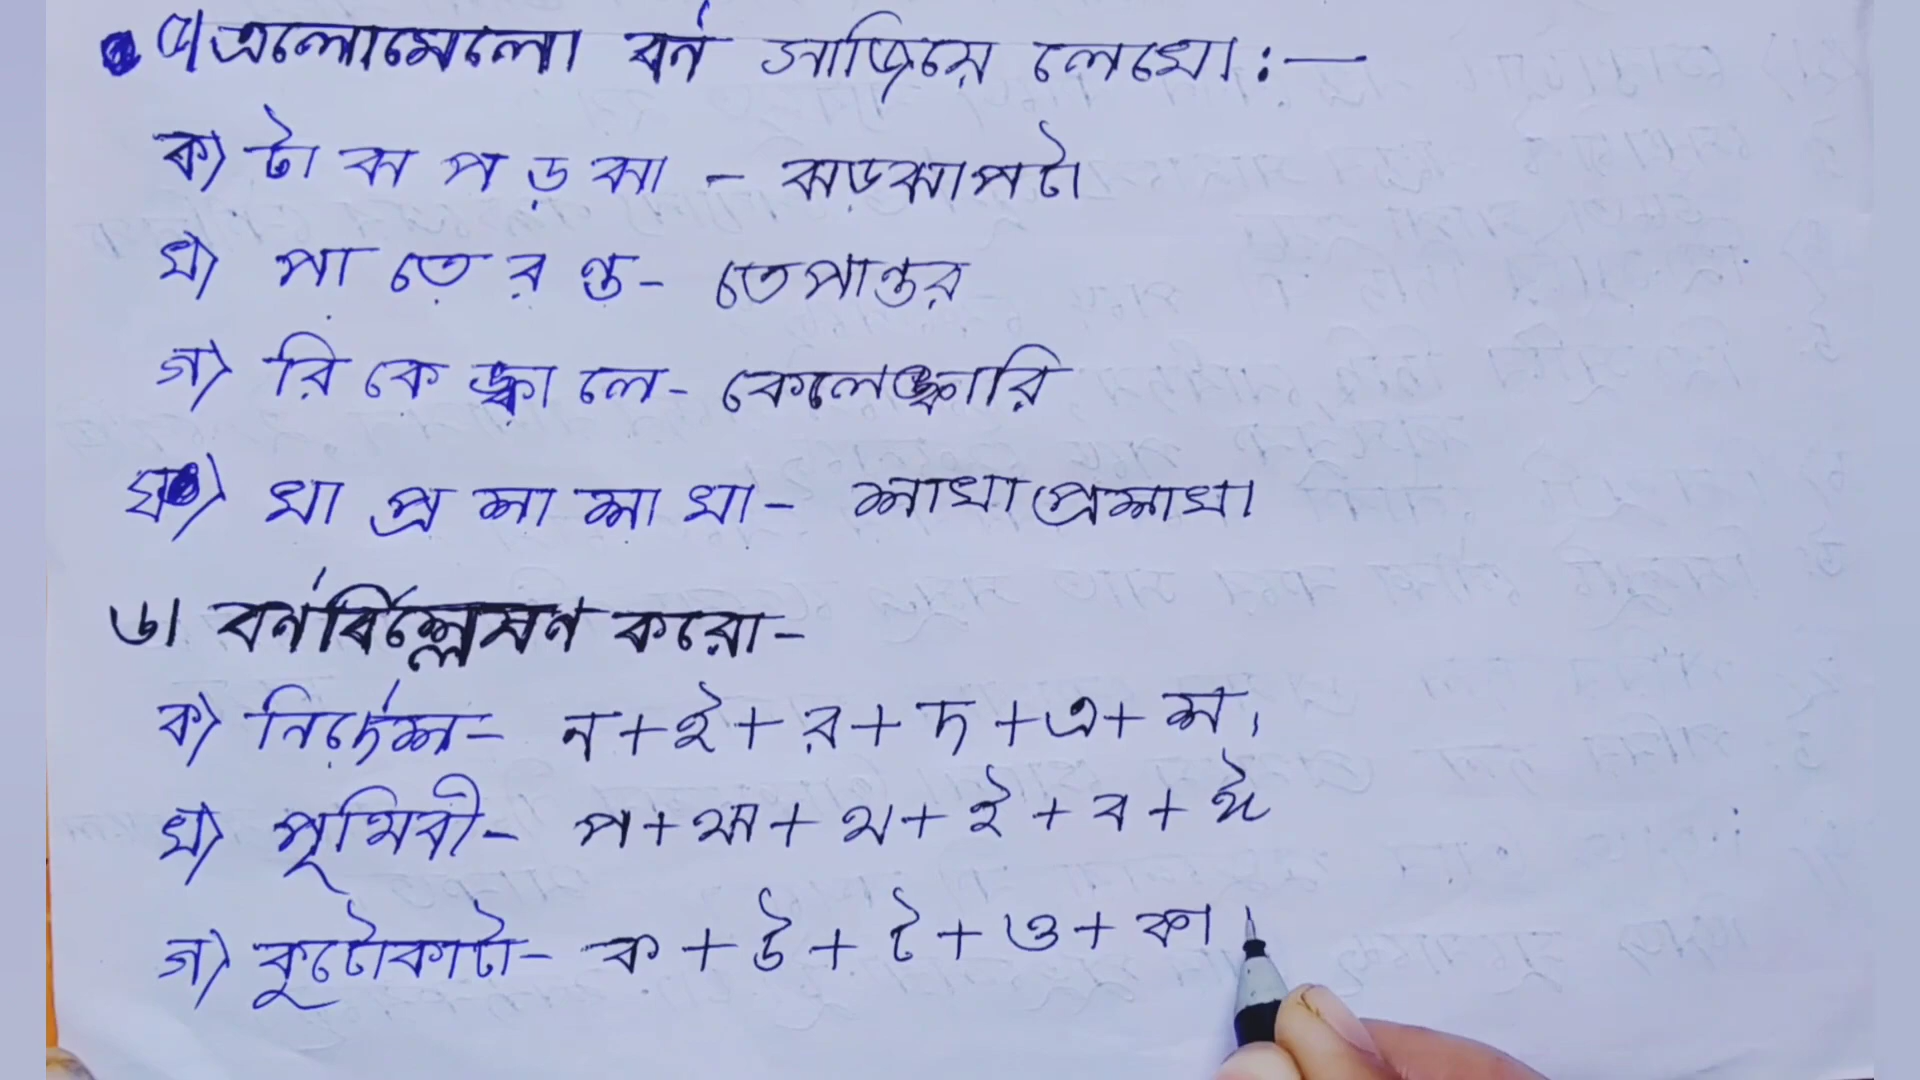 ৫। এলোমেলো বর্ণ সাজিয়ে লেখো:—
ক) টা ঝ প ড় ঝা - ঝড়ঝাপটা
খ) পা তে র ন্ত - তেপান্তর
গ) রি কে ঙ্কা লে - কেলেঙ্কারি
ঘ) খা প্র শা শা খা - শাখাপ্রশাখা
৬। বর্ণবিশ্লেষণ করো-
ক) নির্দেশ - ন+ই+র+দ+এ+শ।
খ) পৃথিবী - প+ঋ+থ+ই+ব+ঈ
গ) কুটোকাটা - ক+উ+ট+ও+কা